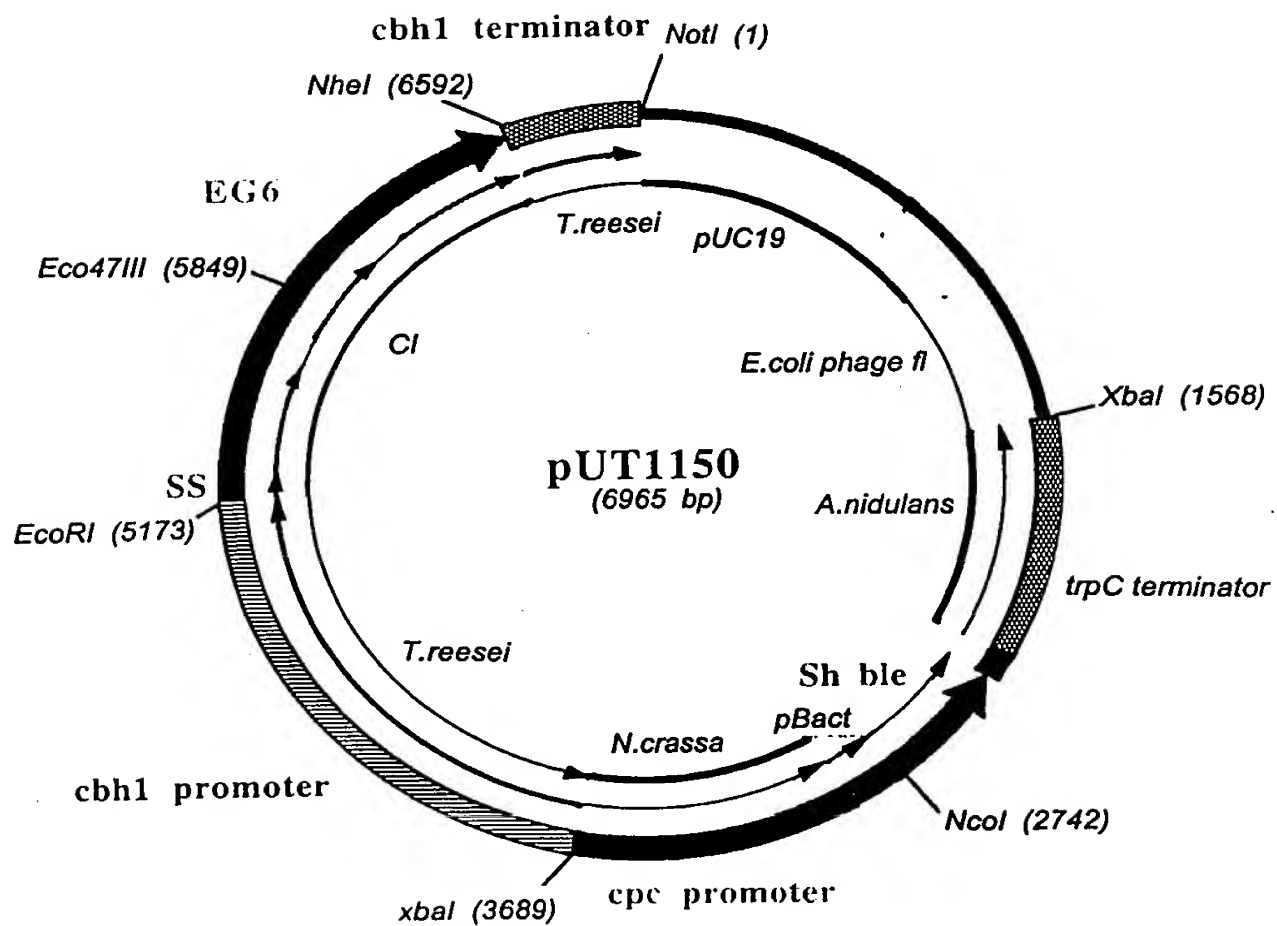 cbh1 terminator
NotI (1)
NheI (6592)
EG6
T.reesei
pUC19
Eco47III (5849)
CI
E.coli phage fl
XbaI (1568)
pUT1150
(6965 bp)
SS
A.nidulans
EcoRI (5173)
trpC terminator
T.reesei
Sh ble
pBact
N.crassa
cbh1 promoter
NcoI (2742)
cpc promoter
xbaI (3689)